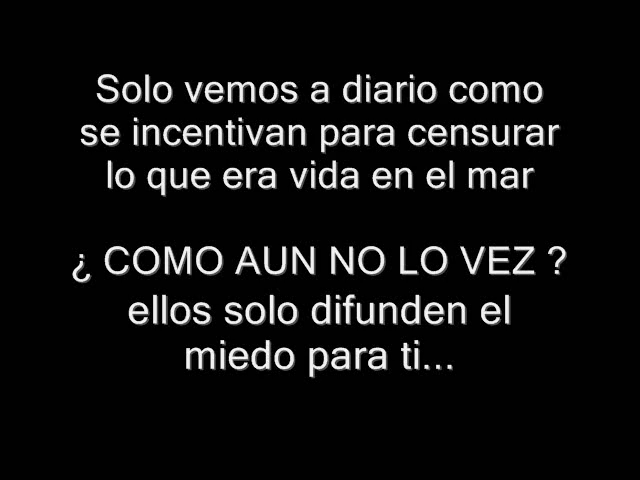 Solo vemos a diario como
se incentivan para censurar
lo que era vida en el mar
¿ COMO AUN NO LO VEZ ?
ellos solo difunden el
miedo para ti...